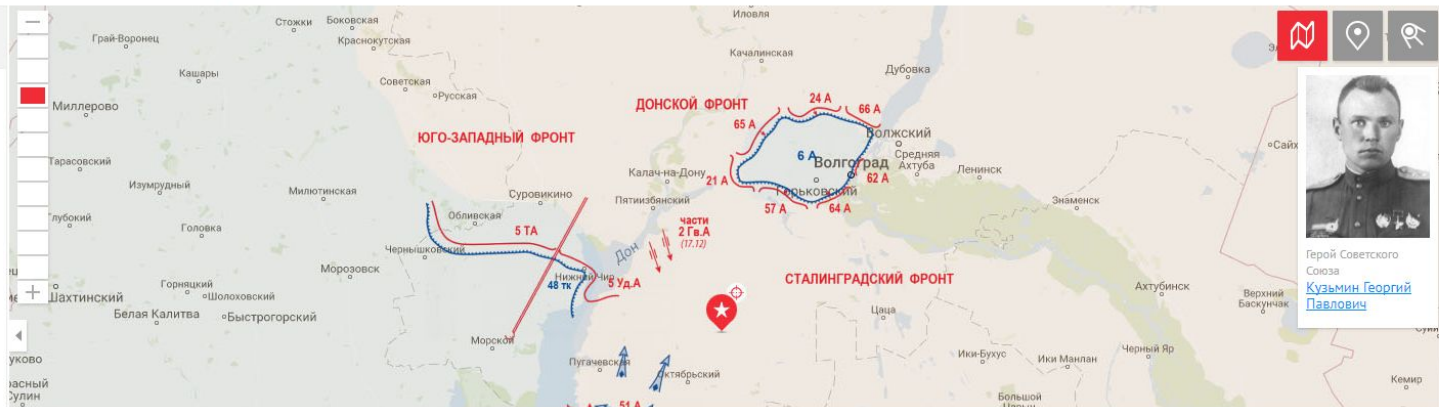 Иловля
Стожки
Боковская
Грай-Воронец
Краснокутская
Качалинская
Кашары
Советская
Дубовка
Русская
Миллерово
ДОНСКОЙ ФРОНТ
24 А
66 А
65 А
ЮГО-ЗАПАДНЫЙ ФРОНТ
Волжский
6 А
Волгоград
Средняя
Ахтуба
Тарасовский
Калач-на-Дону
21 А
62 А
Ленинск
Изумрудный
Милютинская
Суровикино
Горьковский
Пятиизбянский
57 А
64 А
Знаменск
Глубокий
Обливская
Головка
5 ТА
части
2 Гв.А
(17.12)
Чернышковский
Дон
Морозовск
Нижний Чир
СТАЛИНГРАДСКИЙ ФРОНТ
48 тк
5 Уд.А
Горняцкий
Шахтинский
Шолоховский
Ахтубинск
Верхний
Баскунчак
Белая Калитва
Быстрогорский
Цаца
Морской
Черный Яр
Пугачевская
Ики-Бухус
Ики Манлан
Октябрьский
Кемир
51 А
Большой
Герой Советского
Союза
Кузьмин Георгий
Павлович